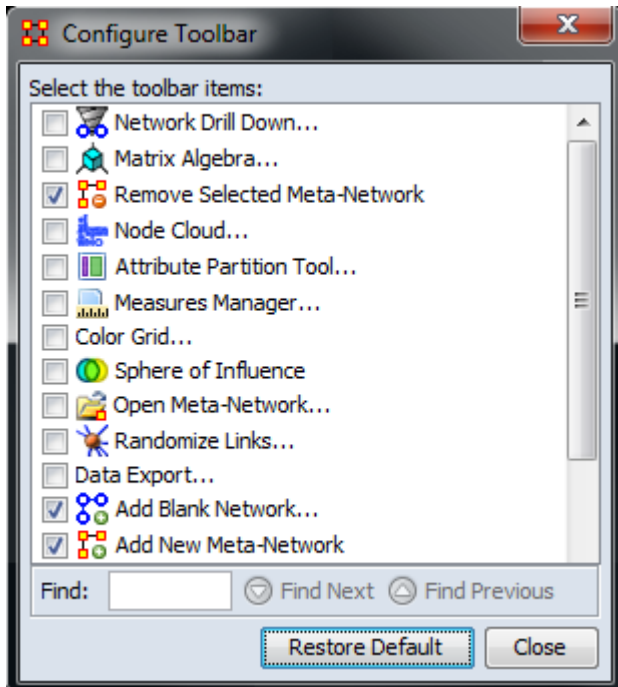 Configure Toolbar
Select the toolbar items:
Network Drill Down...
Matrix Algebra...
Remove Selected Meta-Network
Node Cloud...
Attribute Partition Tool...
Measures Manager...
Color Grid...
Sphere of Influence
Open Meta-Network...
Randomize Links...
Data Export...
Add Blank Network...
Add New Meta-Network
Find: Find Next Find Previous
Restore Default Close